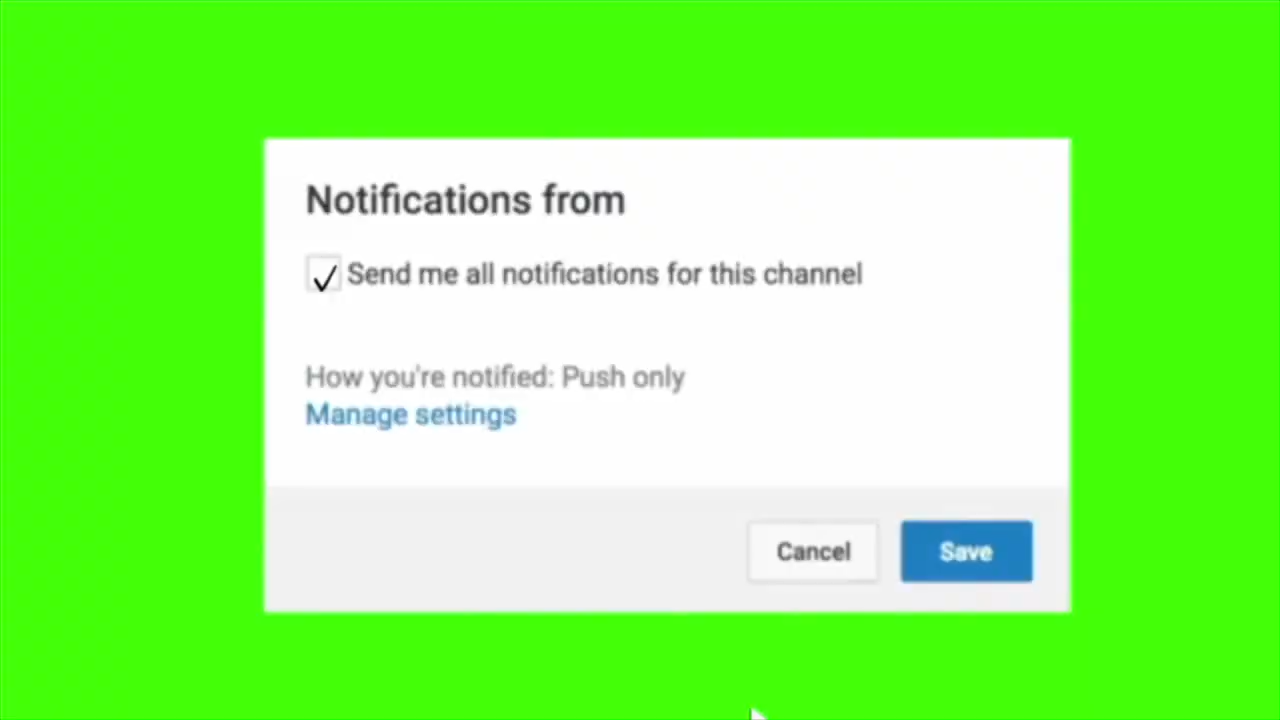 Notifications from
Send me all notifications for this channel
How you're notified: Push only
Manage settings
Cancel Save